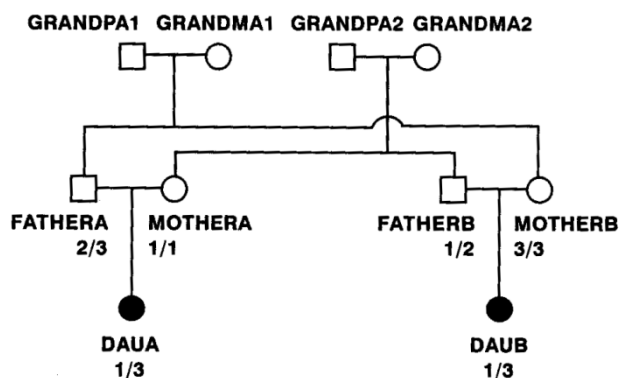 GRANDPA1 GRANDMA1 GRANDPA2 GRANDMA2
FATHERA MOTHERA FATHERB MOTHERB
2/3 1/1 1/2 3/3
DAUA DAUB
1/3 1/3